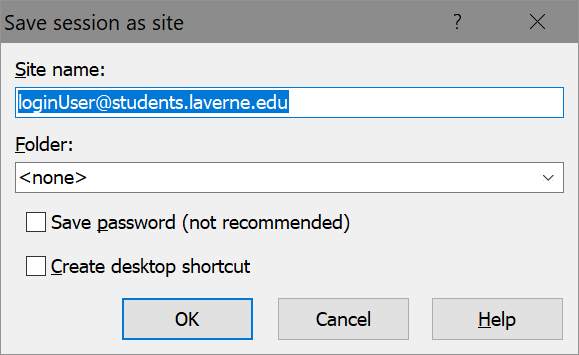 Save session as site
?
Site name:
loginUser@students.laverne.edu
Folder:
<none>
Save password (not recommended)
Create desktop shortcut
OK Cancel Help